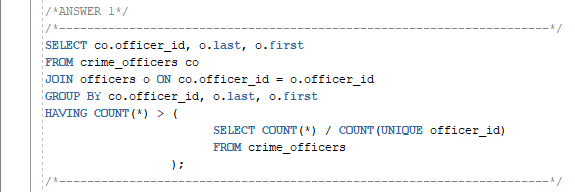 /*ANSWER 1*/
/*----------------------------------------------------------------------*/
SELECT co.officer_id, o.last, o.first
FROM crime_officers co
JOIN officers o ON co.officer_id = o.officer_id
GROUP BY co.officer_id, o.last, o.first
HAVING COUNT(*) > (
SELECT COUNT(*) / COUNT(UNIQUE officer_id)
FROM crime_officers
);
/*----------------------------------------------------------------------*/